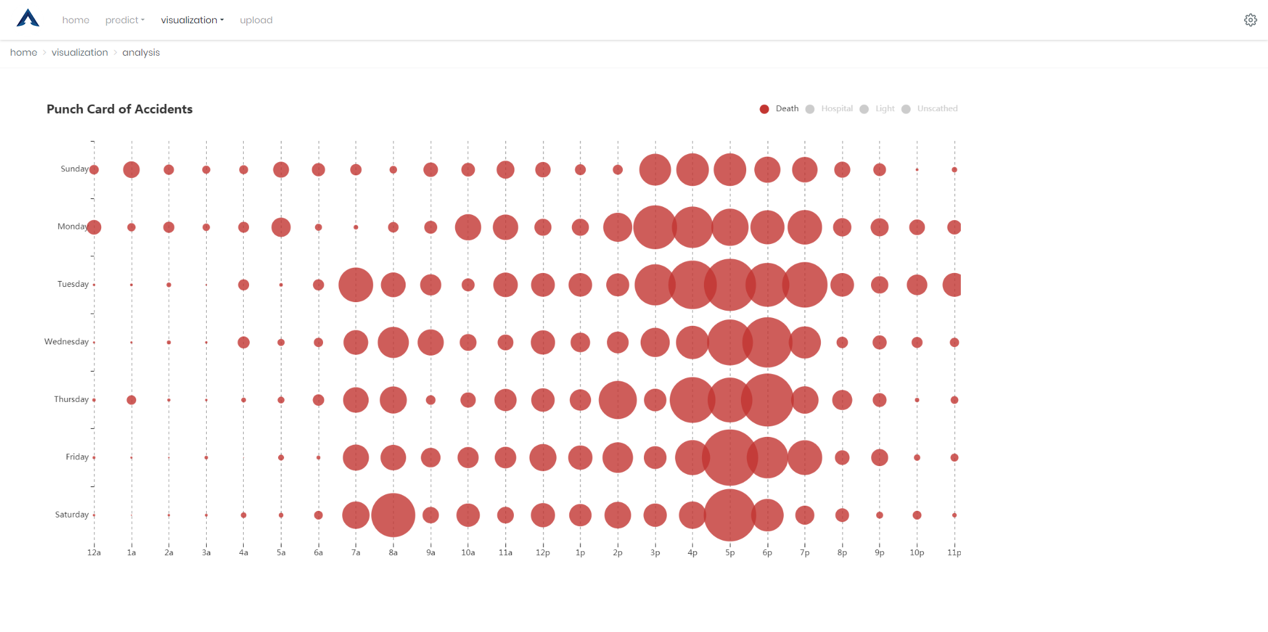 home predict visualization upload
home > visualization > analysis
Punch Card of Accidents
Death Hospital Light Unscathed
Sunday
Monday
Tuesday
Wednesday
Thursday
Friday
Saturday
12a 1a 2a 3a 4a 5a 6a 7a 8a 9a 10a 11a 12p 1p 2p 3p 4p 5p 6p 7p 8p 9p 10p 11p